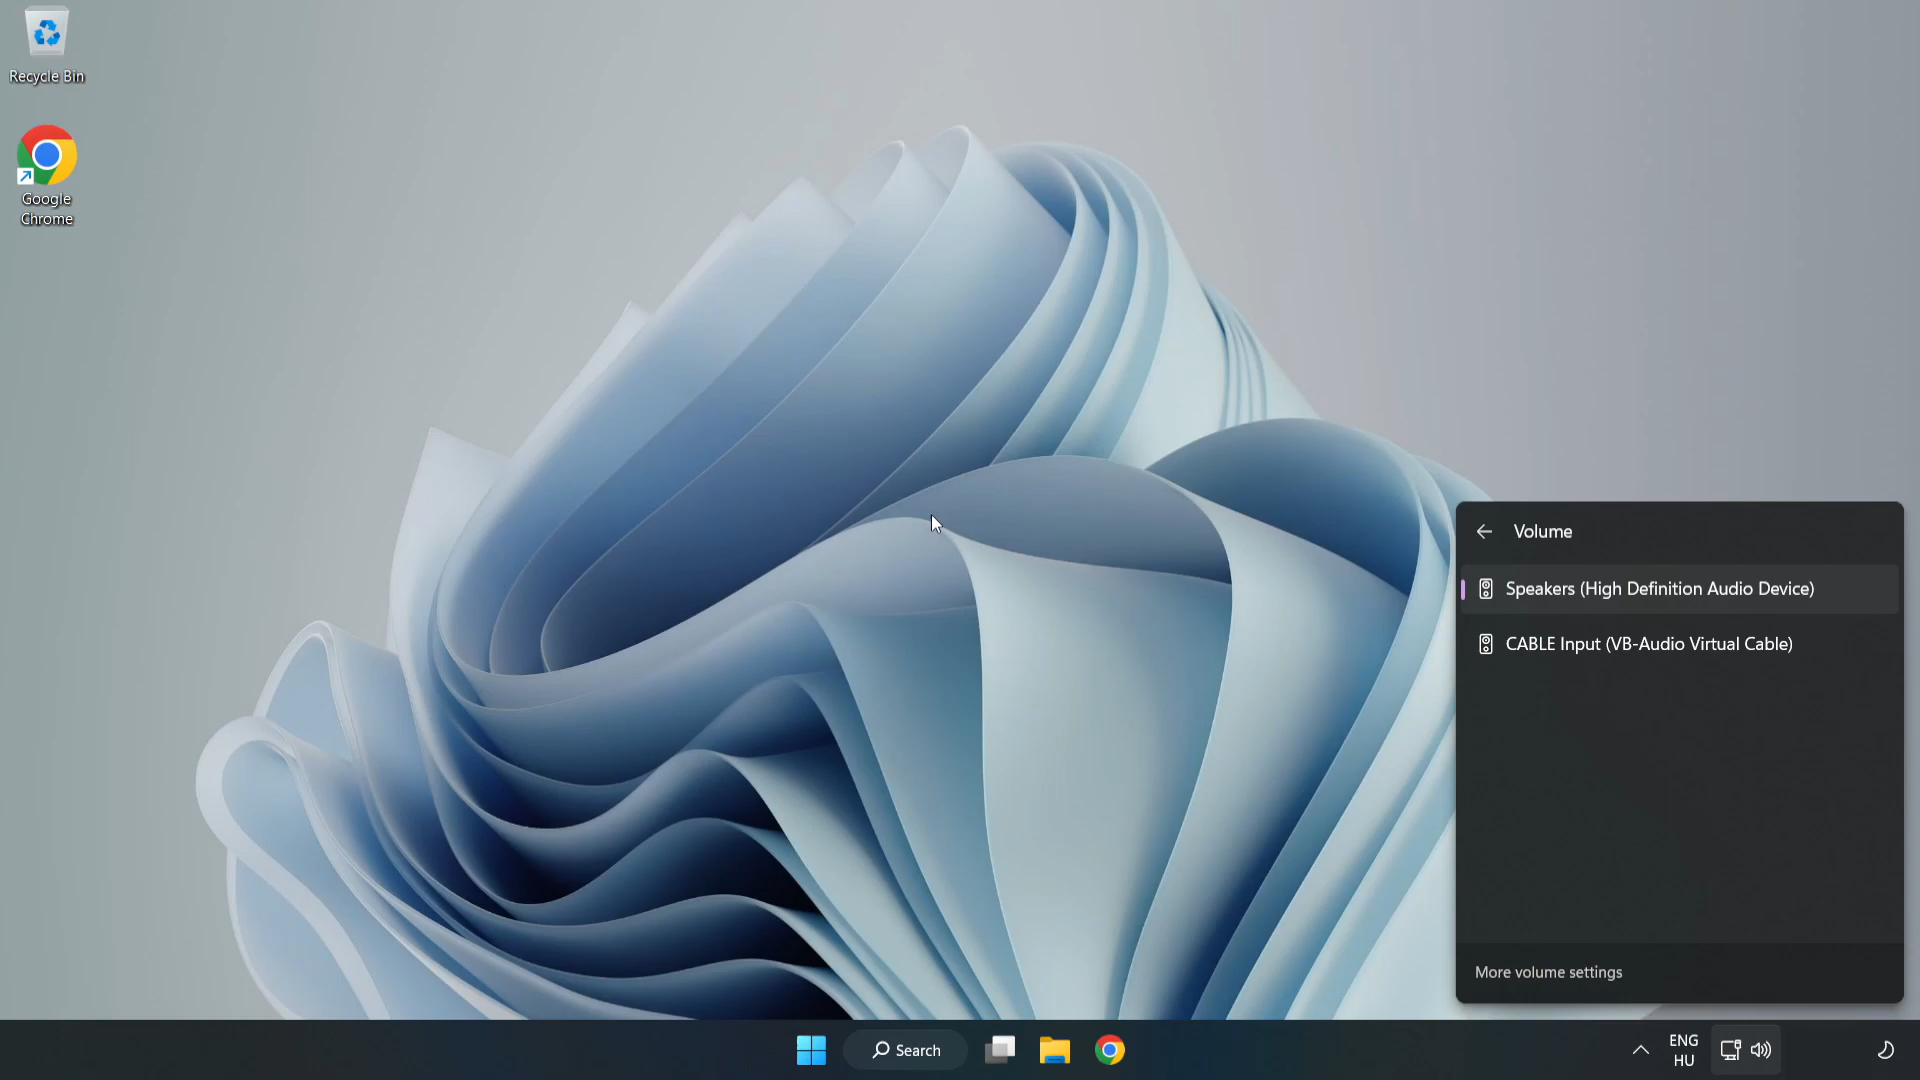 Recycle Bin
Google
Chrome
Volume
Speakers (High Definition Audio Device)
CABLE Input (VB-Audio Virtual Cable)
More volume settings
Search
ENG
HU